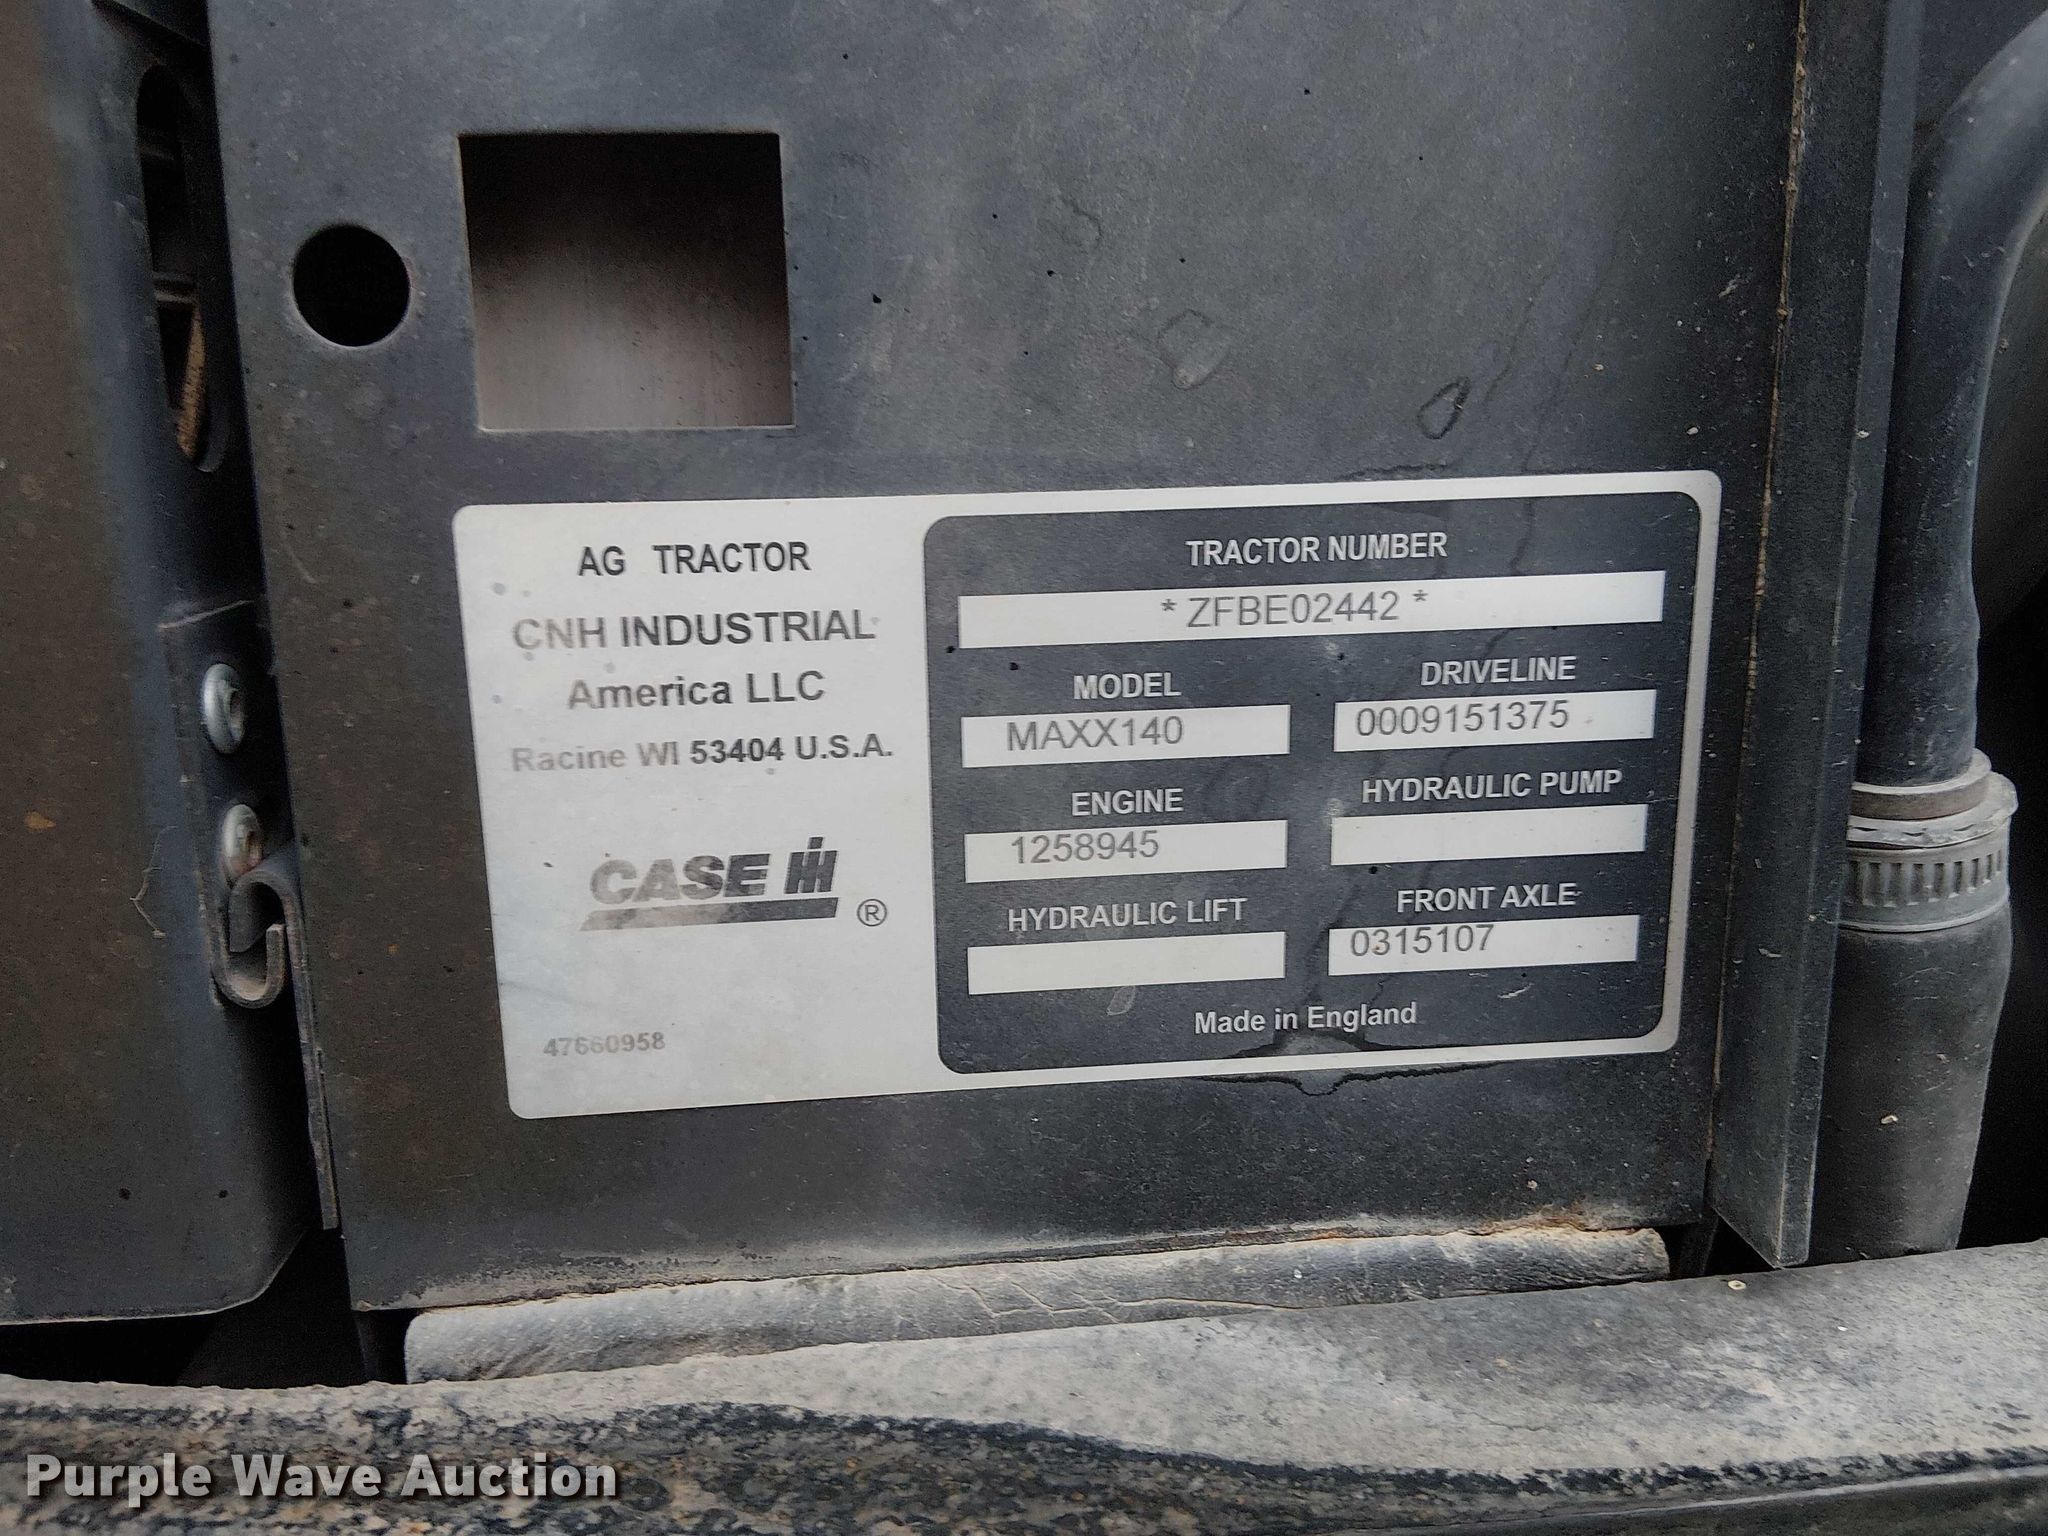 AG TRACTOR
CNH INDUSTRIAL
America LLC
Racine WI 53404 U.S.A.
CASE IH ®
47660958
TRACTOR NUMBER
* ZFBE02442 *
MODEL
MAXX140
DRIVELINE
0009151375
ENGINE
1258945
HYDRAULIC PUMP
HYDRAULIC LIFT
FRONT AXLE
0315107
Made in England
Purple Wave Auction